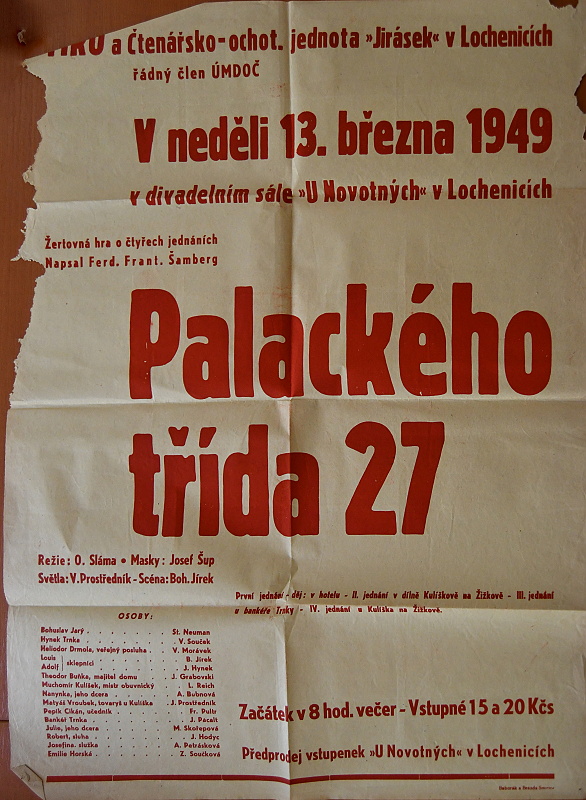 a Čtenářsko-ochot. jednota »Jirásek« v Lochenicích
řádný člen ÚMDOČ
V neděli 13. března 1949
v divadelním sále »U Novotných« v Lochenicích
Žertovná hra o čtyřech jednáních
Napsal Ferd. Frant. Šamberg
Palackého
třída 27
Režie: O. Sláma • Masky: Josef Šup
Světla: V. Prostředník - Scéna: Boh. Jírek
První jednání - děj: v hotelu - II. jednání v dílně Kulíškově na Žižkově - III. jednání
u bankéře Trnky - IV. jednání u Kulíška na Žižkově.
OSOBY:
Bohuslav Jarý . . . . . . . St. Neuman
Hynek Trnka . . . . . . . V. Souček
Heliodor Drmola, veřejný posluha . . V. Morávek
Louis } sklepníci . . . . . . B. Jírek
Adolf . . . . . . J. Hynek
Theodor Buňka, majitel domu . . . J. Grabovski
Muchomir Kulíšek, mistr obuvnický . . L. Reich
Nanynka, jeho dcera . . . . . A. Bubnová
Matyáš Vroubek, tovaryš u Kulíška . . J. Prostředník
Pepík Cikán, učedník . . . . . Fr. Pultr
Bankéř Trnka . . . . . . . J. Pácalt
Julie, jeho dcera . . . . . . M. Skořepová
Robert, sluha . . . . . . . J. Hodyc
Josefina, služka . . . . . . A. Petrásková
Emilie Horská . . . . . . . Z. Součková
Začátek v 8 hod. večer - Vstupné 15 a 20 Kčs
Předprodej vstupenek »U Novotných« v Lochenicích